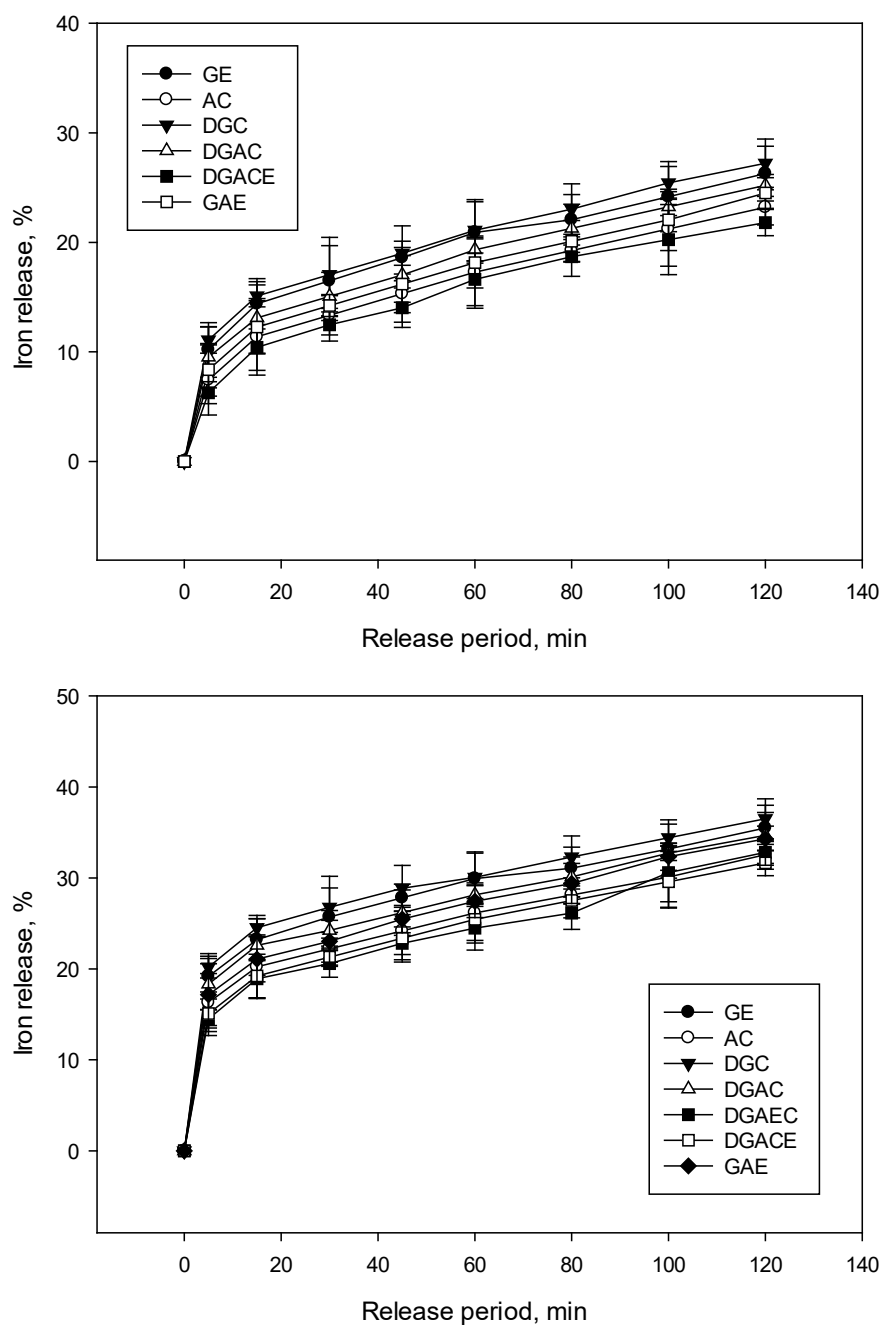 40
30
20
10
0
Iron release, %
GE
AC
DGC
DGAC
DGACE
GAE
0 20 40 60 80 100 120 140
Release period, min
50
40
30
20
10
0
Iron release, %
GE
AC
DGC
DGAC
DGAEC
DGACE
GAE
0 20 40 60 80 100 120 140
Release period, min